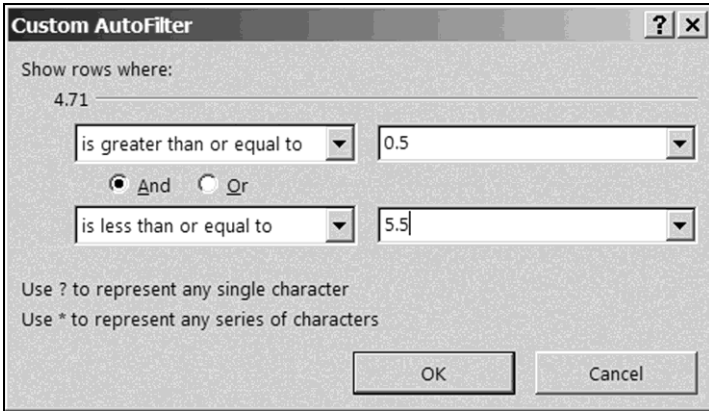 Custom AutoFilter ? ×
Show rows where:
4.71
is greater than or equal to 0.5
And Or
is less than or equal to 5.5
Use ? to represent any single character
Use * to represent any series of characters
OK Cancel